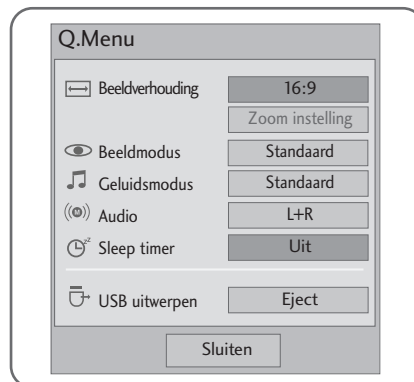 Q.Menu
Beeldverhouding 16:9
Zoom instelling
Beeldmodus Standaard
Geluidsmodus Standaard
Audio L+R
Sleep timer Uit
USB uitwerpen Eject
Sluiten